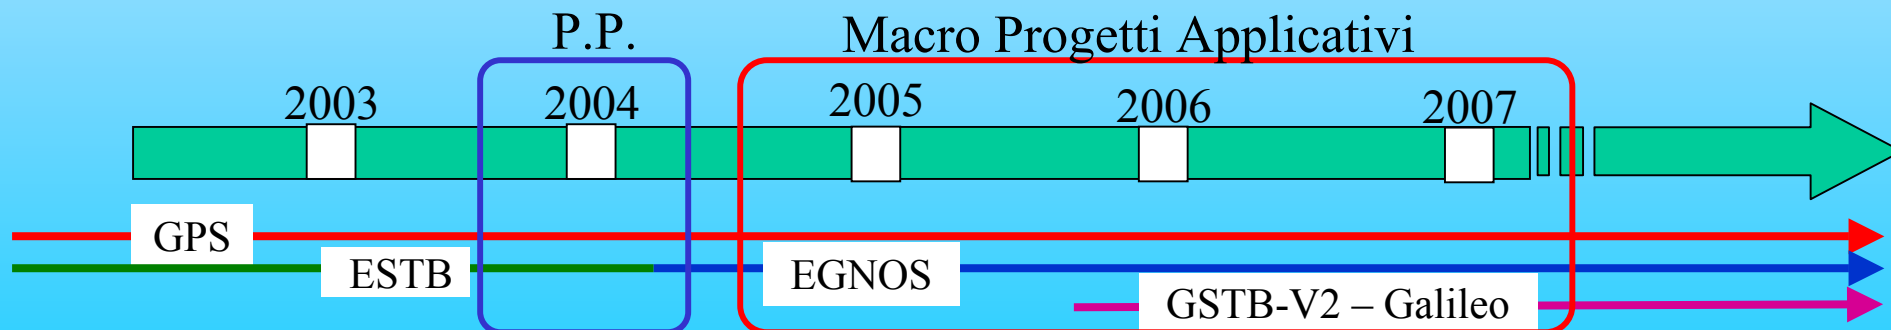 P.P.
Macro Progetti Applicativi
2003
2004
2005
2006
2007
GPS
ESTB
EGNOS
GSTB-V2 – Galileo